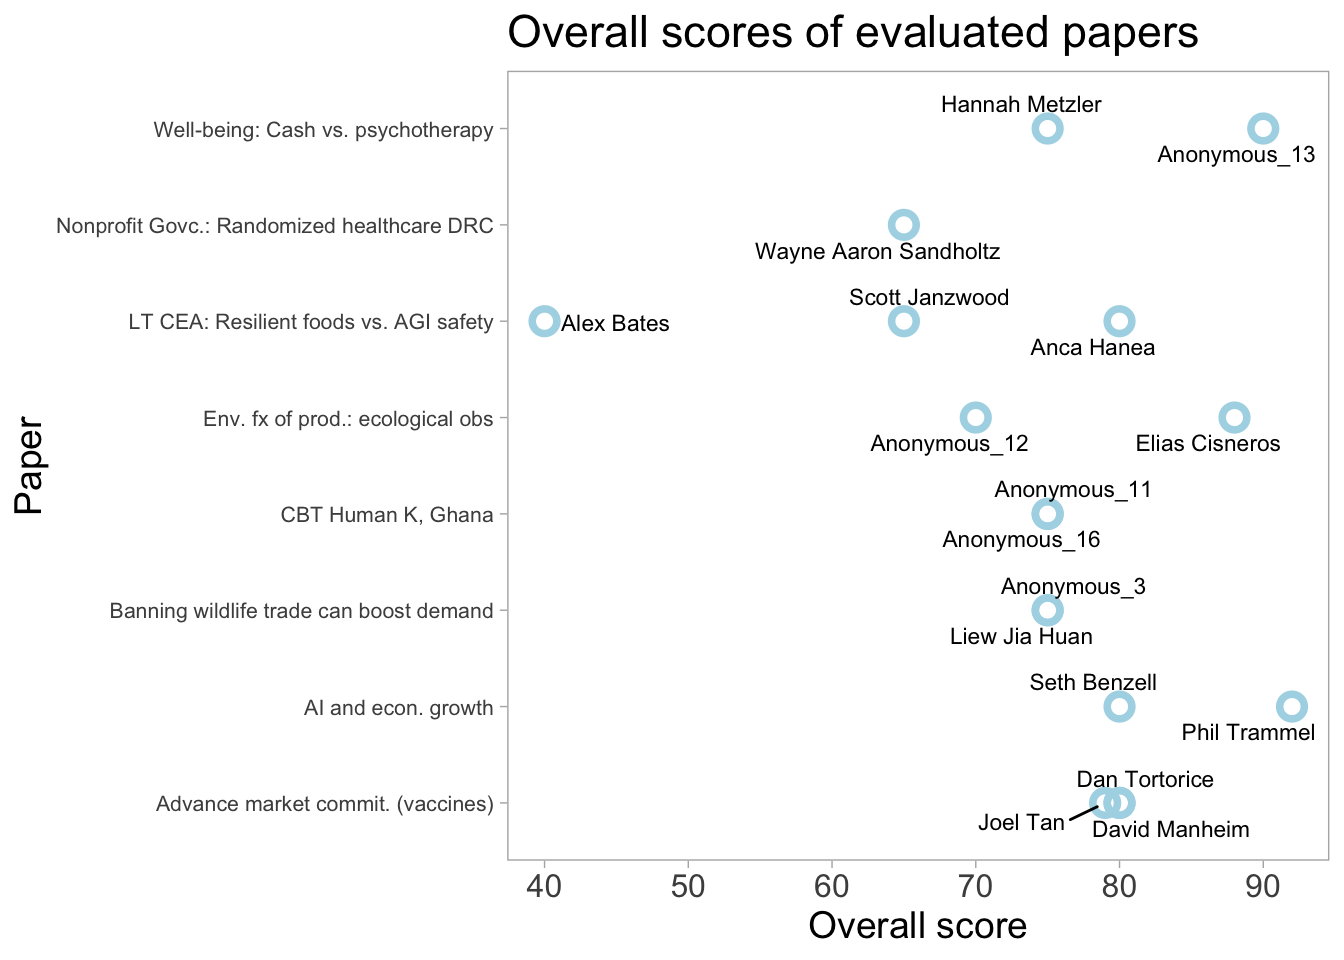 Overall scores of evaluated papers
Paper
Well-being: Cash vs. psychotherapy
Hannah Metzler
Anonymous_13
Nonprofit Govc.: Randomized healthcare DRC
Wayne Aaron Sandholtz
LT CEA: Resilient foods vs. AGI safety
Alex Bates
Scott Janzwood
Anca Hanea
Env. fx of prod.: ecological obs
Anonymous_12
Elias Cisneros
CBT Human K, Ghana
Anonymous_11
Anonymous_16
Banning wildlife trade can boost demand
Anonymous_3
Liew Jia Huan
AI and econ. growth
Seth Benzell
Phil Trammel
Advance market commit. (vaccines)
Dan Tortorice
Joel Tan
David Manheim
40 50 60 70 80 90
Overall score